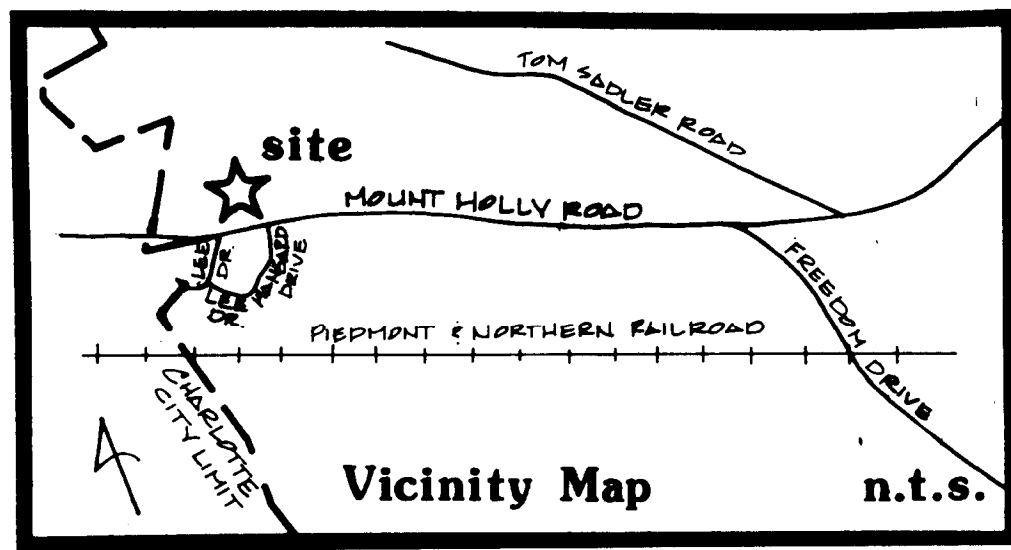 TOM SADLER ROAD
site
MOUNT HOLLY ROAD
LEE
DR.
HANBARD
DRIVE
LEE
DR.
FREEDOM DRIVE
PIEDMONT & NORTHERN RAILROAD
CHARLOTTE
CITY LIMIT
Vicinity Map
n.t.s.